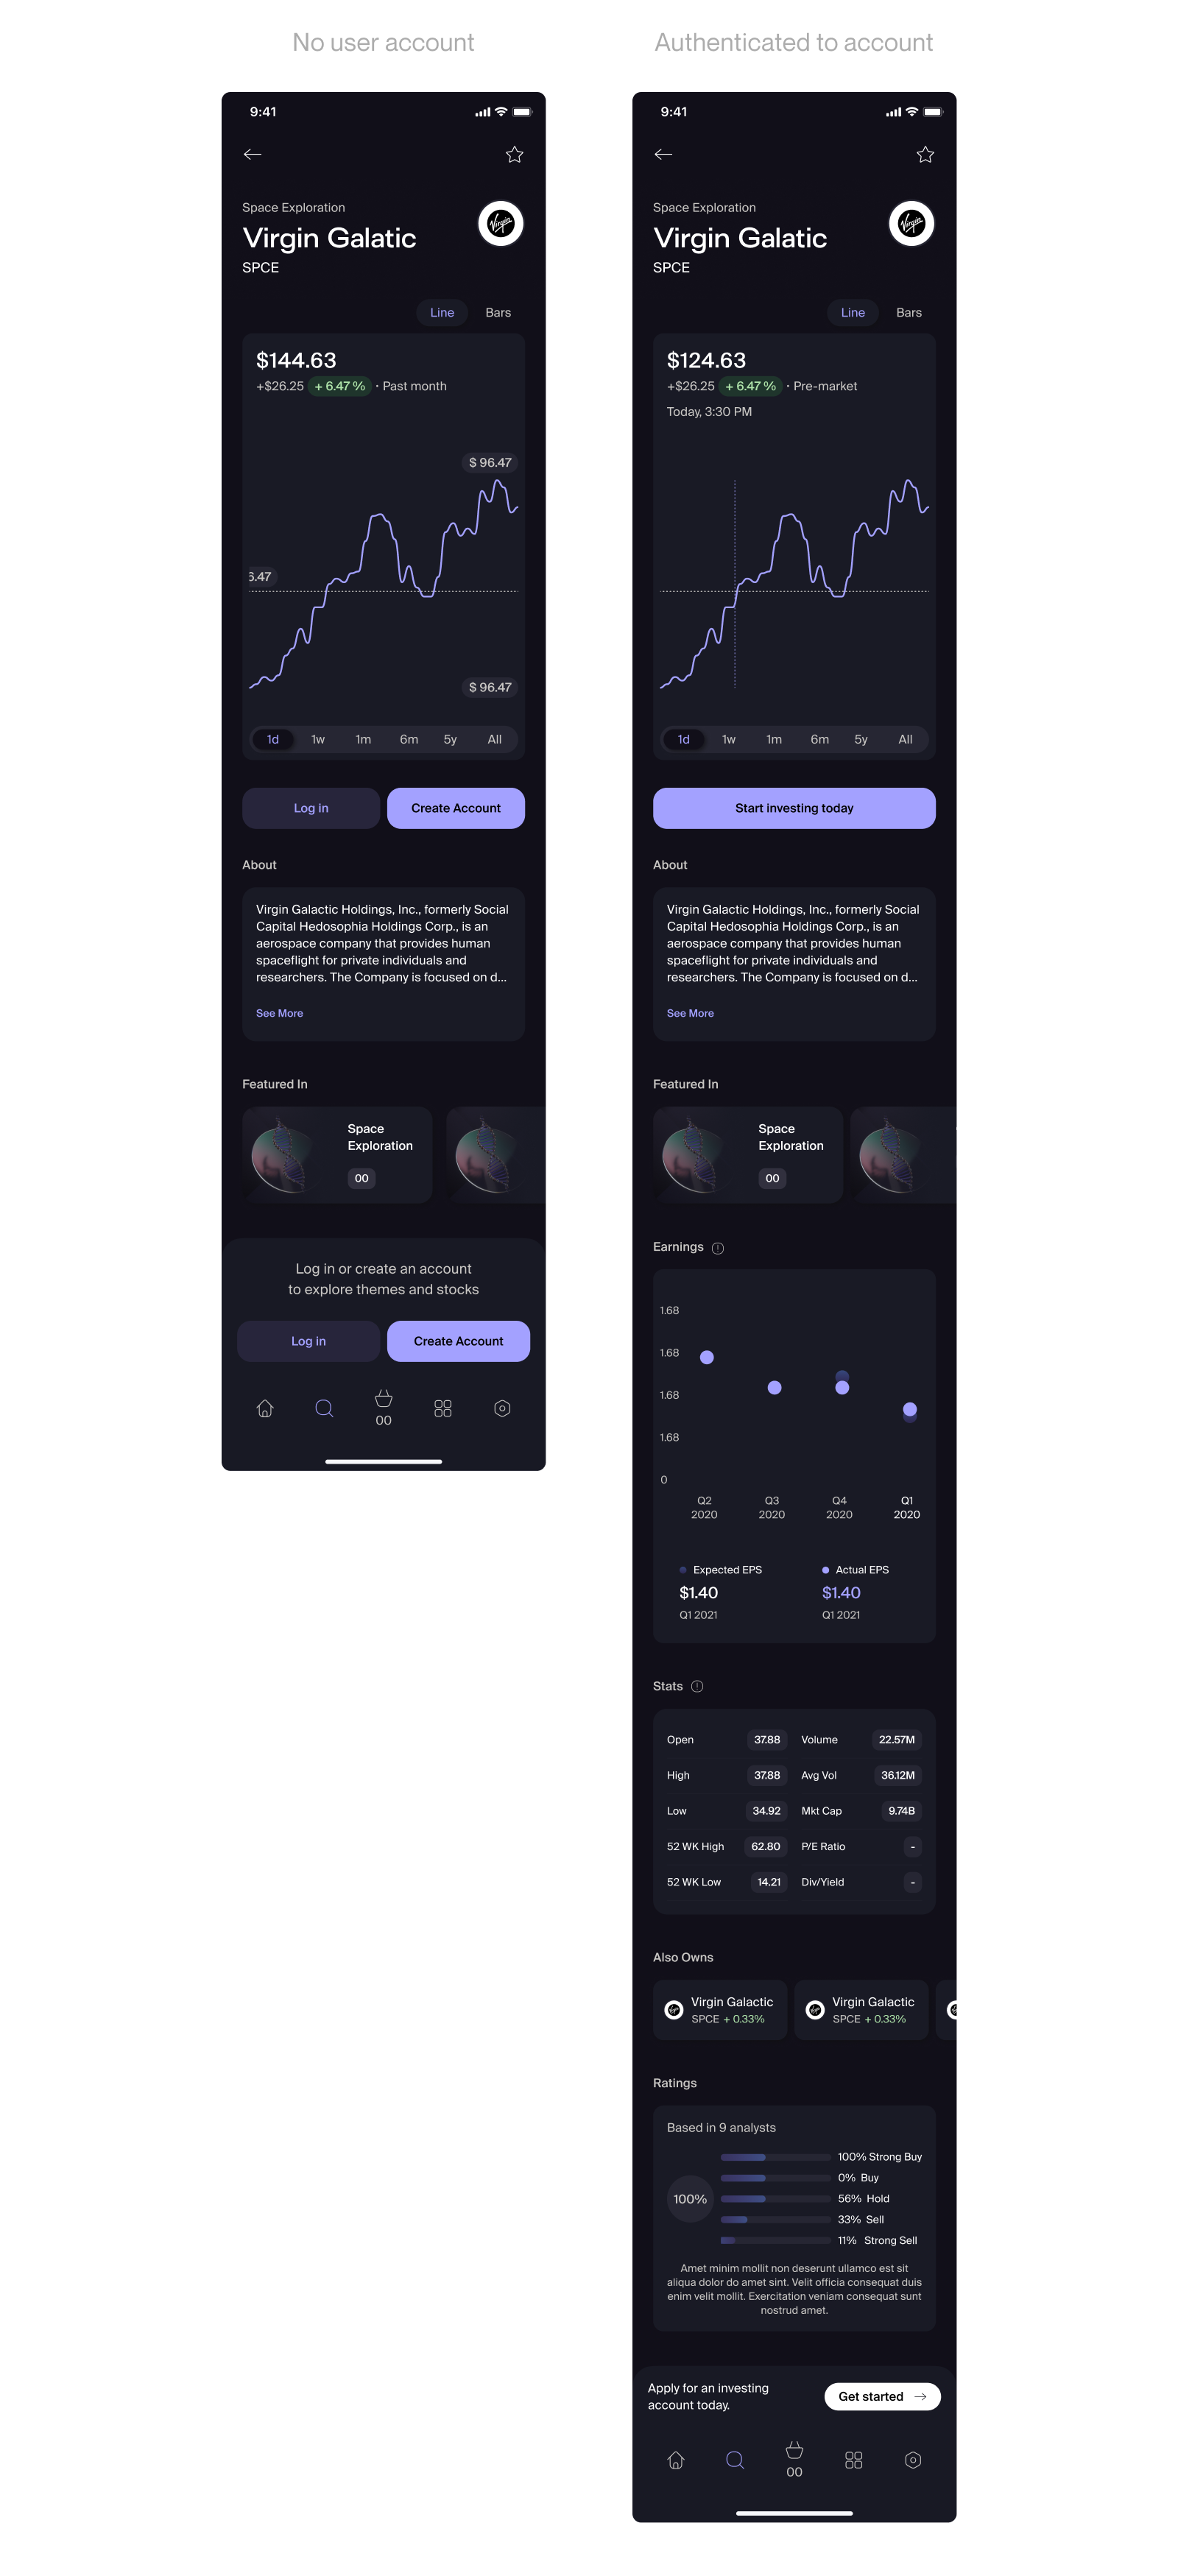 No user account
9:41
Space Exploration
Virgin Galatic
SPCE
Virgin
Line Bars
$144.63
+$26.25 + 6.47 % · Past month
$ 96.47
6.47
$ 96.47
1d 1w 1m 6m 5y All
Log in Create Account
About
Virgin Galactic Holdings, Inc., formerly Social
Capital Hedosophia Holdings Corp., is an
aerospace company that provides human
spaceflight for private individuals and
researchers. The Company is focused on d...
See More
Featured In
Space
Exploration
00
Log in or create an account
to explore themes and stocks
Log in Create Account
00
Authenticated to account
9:41
Space Exploration
Virgin Galatic
SPCE
Virgin
Line Bars
$124.63
+$26.25 + 6.47 % · Pre-market
Today, 3:30 PM
1d 1w 1m 6m 5y All
Start investing today
About
Virgin Galactic Holdings, Inc., formerly Social
Capital Hedosophia Holdings Corp., is an
aerospace company that provides human
spaceflight for private individuals and
researchers. The Company is focused on d...
See More
Featured In
Space
Exploration
00
Earnings
1.68
1.68
1.68
1.68
0
Q2 Q3 Q4 Q1
2020 2020 2020 2020
Expected EPS Actual EPS
$1.40 $1.40
Q1 2021 Q1 2021
Stats
Open 37.88 Volume 22.57M
High 37.88 Avg Vol 36.12M
Low 34.92 Mkt Cap 9.74B
52 WK High 62.80 P/E Ratio -
52 WK Low 14.21 Div/Yield -
Also Owns
Virgin Galactic Virgin Galactic
SPCE + 0.33% SPCE + 0.33%
Ratings
Based in 9 analysts
100% Strong Buy
0% Buy
100% 56% Hold
33% Sell
11% Strong Sell
Amet minim mollit non deserunt ullamco est sit
aliqua dolor do amet sint. Velit officia consequat duis
enim velit mollit. Exercitation veniam consequat sunt
nostrud amet.
Apply for an investing
account today.
Get started
00